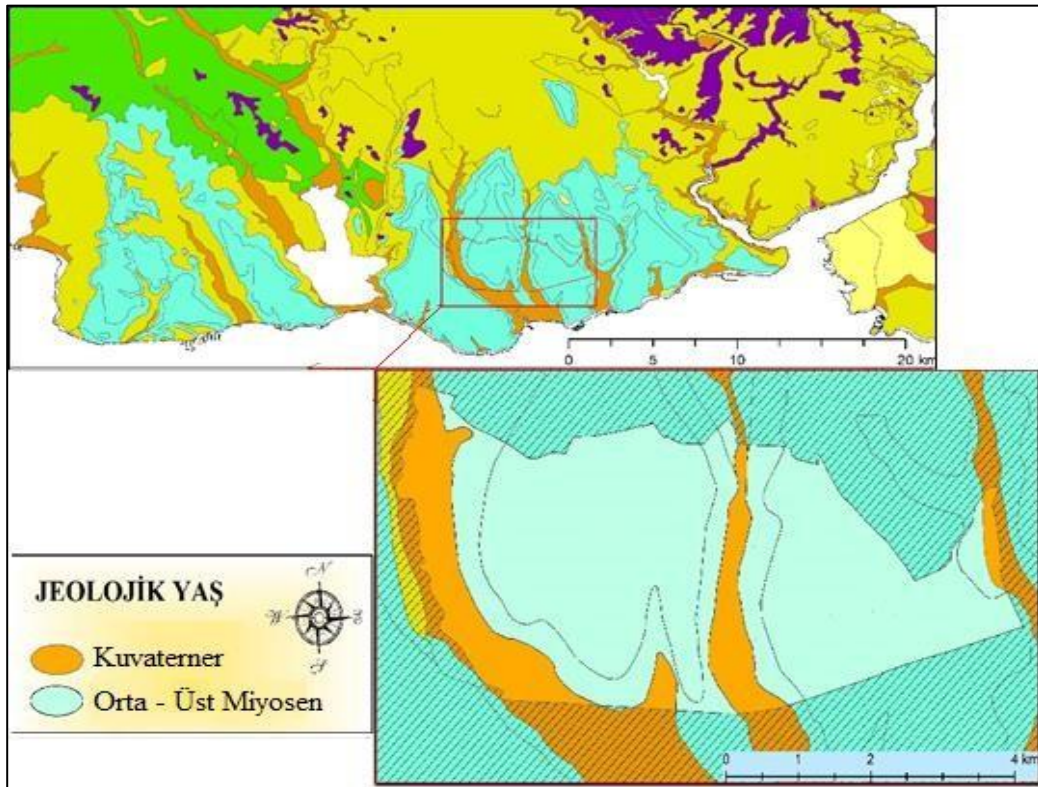 0 5 10 20 km
JEOLOJİK YAŞ
N
W E
S
Kuvaterner
Orta - Üst Miyosen
0 1 2 4 km